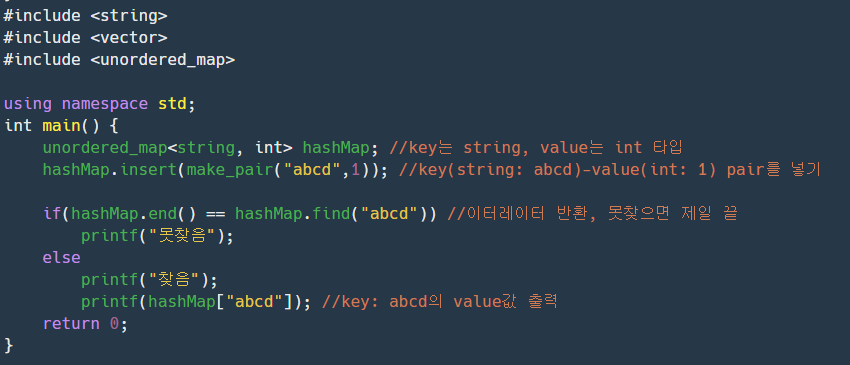 #include <string>
#include <vector>
#include <unordered_map>
using namespace std;
int main() {
unordered_map<string, int> hashMap; //key는 string, value는 int 타입
hashMap.insert(make_pair("abcd",1)); //key(string: abcd)-value(int: 1) pair를 넣기
if(hashMap.end() == hashMap.find("abcd")) //이터레이터 반환, 못찾으면 제일 끝
printf("못찾음");
else
printf("찾음");
printf(hashMap["abcd"]); //key: abcd의 value값 출력
return 0;
}